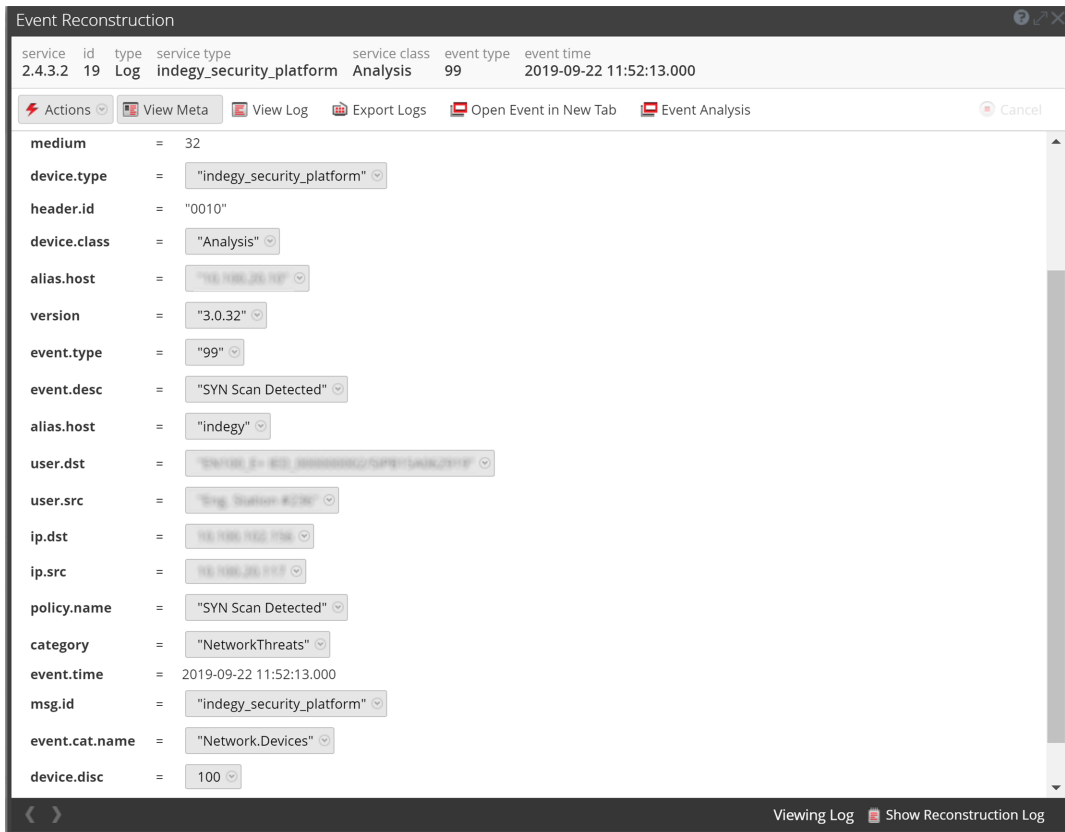 Event Reconstruction
service id type service type service class event type event time
2.4.3.2 19 Log indegy_security_platform Analysis 99 2019-09-22 11:52:13.000
Actions View Meta View Log Export Logs Open Event in New Tab Event Analysis Cancel
medium = 32
device.type = "indegy_security_platform"
header.id = "0010"
device.class = "Analysis"
alias.host =
version = "3.0.32"
event.type = "99"
event.desc = "SYN Scan Detected"
alias.host = "indegy"
user.dst =
user.src =
ip.dst =
ip.src =
policy.name = "SYN Scan Detected"
category = "NetworkThreats"
event.time = 2019-09-22 11:52:13.000
msg.id = "indegy_security_platform"
event.cat.name = "Network.Devices"
device.disc = 100
Viewing Log Show Reconstruction Log